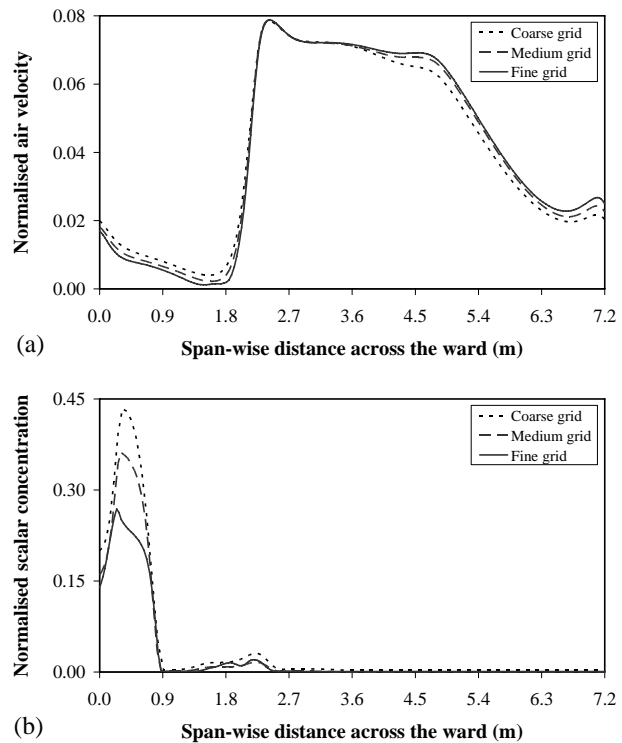 0.08
0.06
0.04
0.02
0.00
Normalised air velocity
Coarse grid
Medium grid
Fine grid
0.0 0.9 1.8 2.7 3.6 4.5 5.4 6.3 7.2
(a)
Span-wise distance across the ward (m)
0.45
0.30
0.15
0.00
Normalised scalar concentration
Coarse grid
Medium grid
Fine grid
0.0 0.9 1.8 2.7 3.6 4.5 5.4 6.3 7.2
(b)
Span-wise distance across the ward (m)